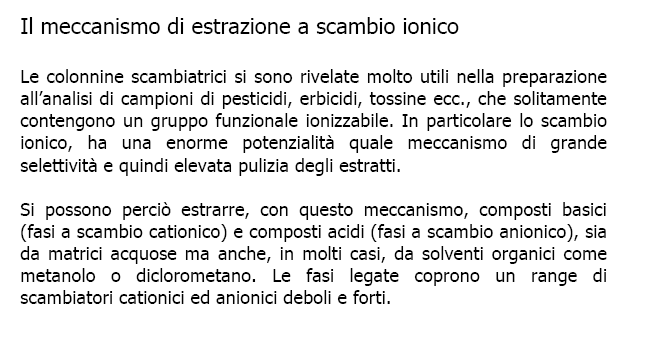 Il meccanismo di estrazione a scambio ionico
Le colonnine scambiatrici si sono rivelate molto utili nella preparazione
all’analisi di campioni di pesticidi, erbicidi, tossine ecc., che solitamente
contengono un gruppo funzionale ionizzabile. In particolare lo scambio
ionico, ha una enorme potenzialità quale meccanismo di grande
selettività e quindi elevata pulizia degli estratti.
Si possono perciò estrarre, con questo meccanismo, composti basici
(fasi a scambio cationico) e composti acidi (fasi a scambio anionico), sia
da matrici acquose ma anche, in molti casi, da solventi organici come
metanolo o diclorometano. Le fasi legate coprono un range di
scambiatori cationici ed anionici deboli e forti.